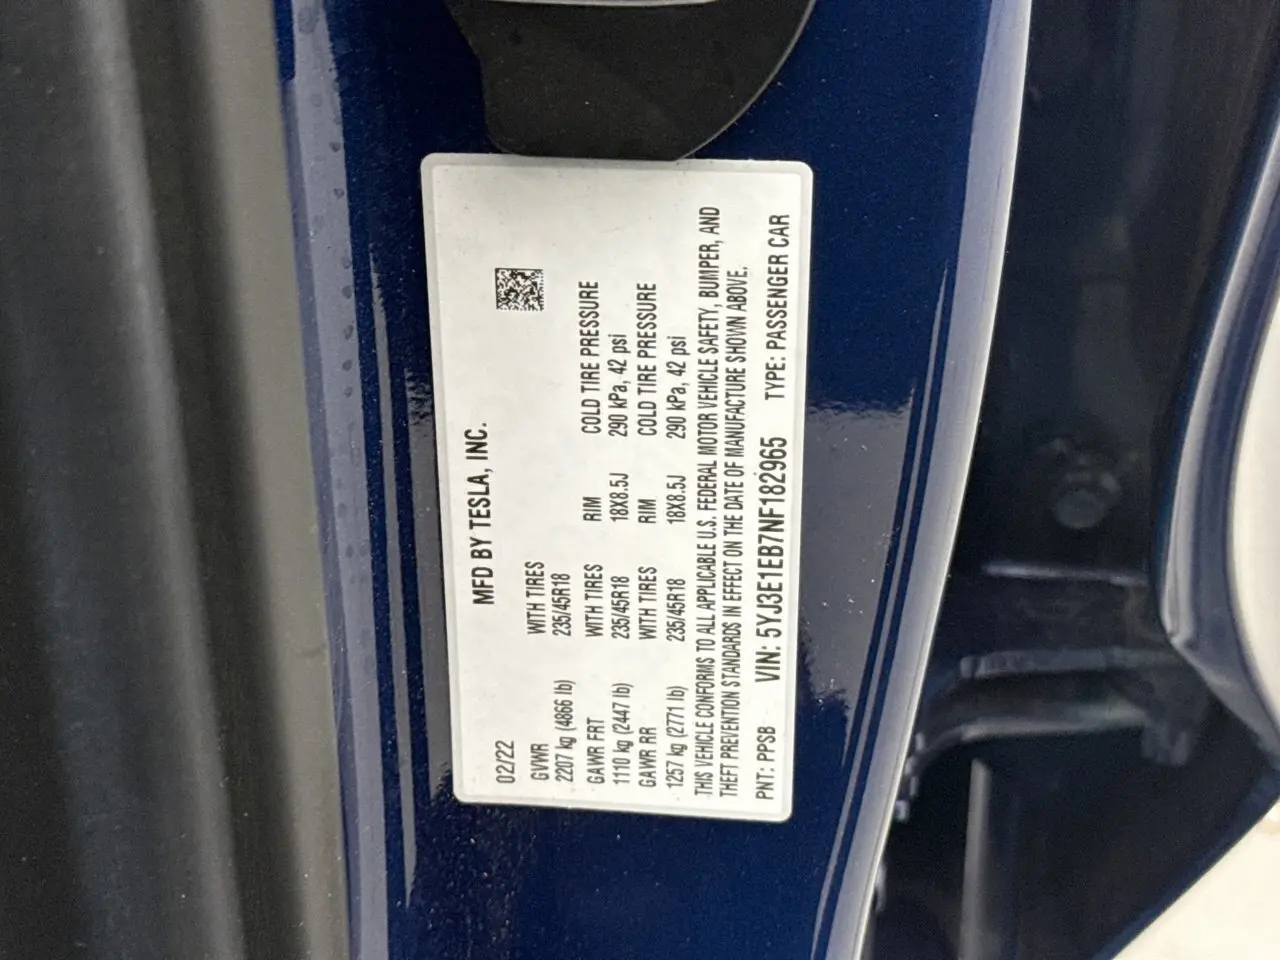 MFD BY TESLA, INC.
02/22
GVWR WITH TIRES
2207 kg (4866 lb) 235/45R18
GAWR FRT WITH TIRES RIM COLD TIRE PRESSURE
1110 kg (2447 lb) 235/45R18 18X8.5J 290 kPa, 42 psi
GAWR RR WITH TIRES RIM COLD TIRE PRESSURE
1257 kg (2771 lb) 235/45R18 18X8.5J 290 kPa, 42 psi
THIS VEHICLE CONFORMS TO ALL APPLICABLE U.S. FEDERAL MOTOR VEHICLE SAFETY, BUMPER, AND
THEFT PREVENTION STANDARDS IN EFFECT ON THE DATE OF MANUFACTURE SHOWN ABOVE.
PNT: PPSB VIN: 5YJ3E1EB7NF182965 TYPE: PASSENGER CAR